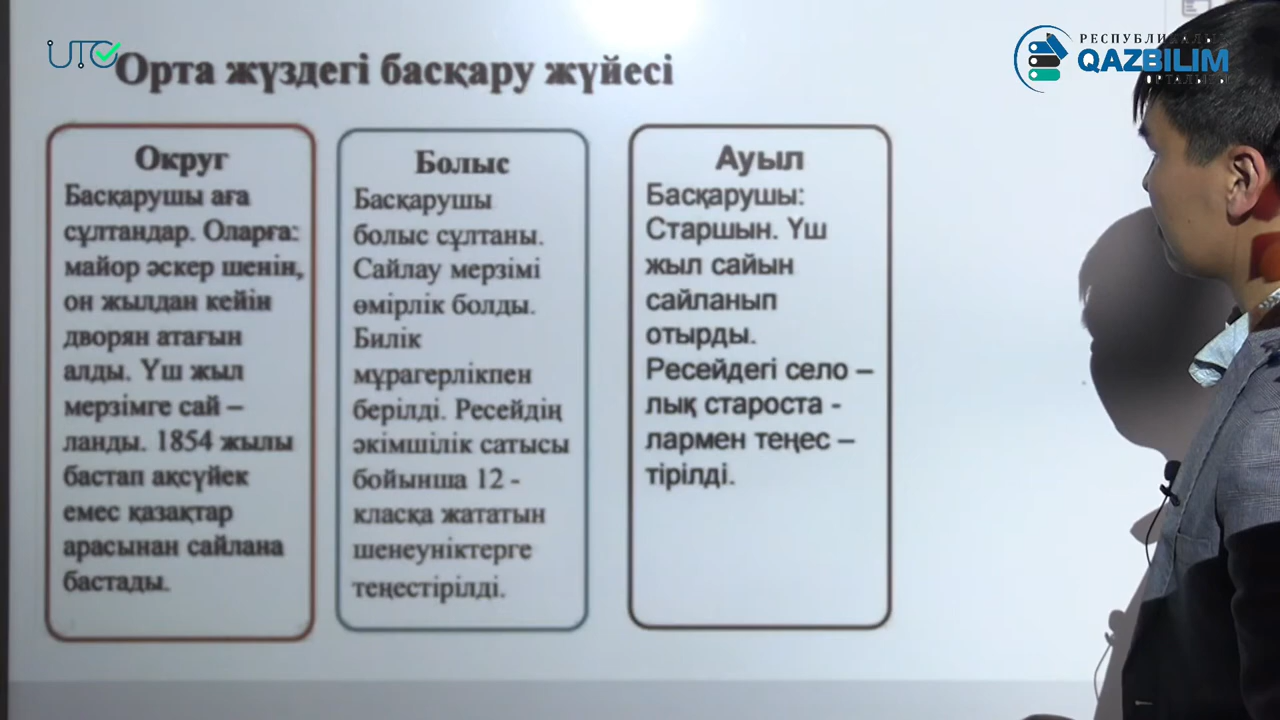 UTO
РЕСПУБЛИКАЛЫҚ
QAZBILIM
ОРТАЛЫҒЫ
Орта жүздегі басқару жүйесі
Округ
Басқарушы аға
сұлтандар. Оларға:
майор әскер шенін,
он жылдан кейін
дворян атағын
алды. Үш жыл
мерзімге сай –
ланды. 1854 жылы
бастап ақсүйек
емес қазақтар
арасынан сайлана
бастады.
Болыс
Басқарушы
болыс сұлтаны.
Сайлау мерзімі
өмірлік болды.
Билік
мұрагерлікпен
берілді. Ресейдің
әкімшілік сатысы
бойынша 12 -
класқа жататын
шенеуніктерге
теңестірілді.
Ауыл
Басқарушы:
Старшын. Үш
жыл сайын
сайланып
отырды.
Ресейдегі село –
лық староста -
лармен теңес –
тірілді.